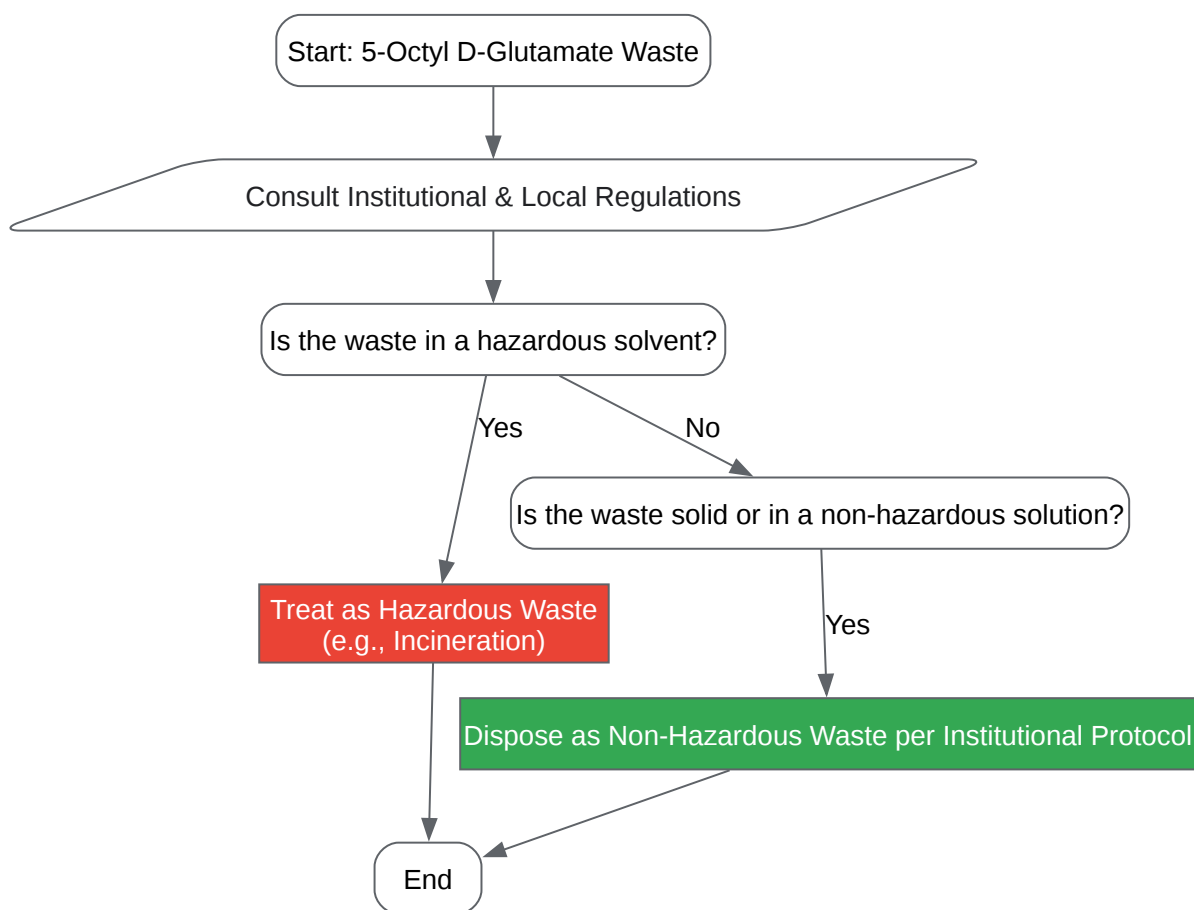 Start: 5-Octyl D-Glutamate Waste
Consult Institutional & Local Regulations
Is the waste in a hazardous solvent?
Yes
No
Is the waste solid or in a non-hazardous solution?
Treat as Hazardous Waste
(e.g., Incineration)
Yes
Dispose as Non-Hazardous Waste per Institutional Protocol
End